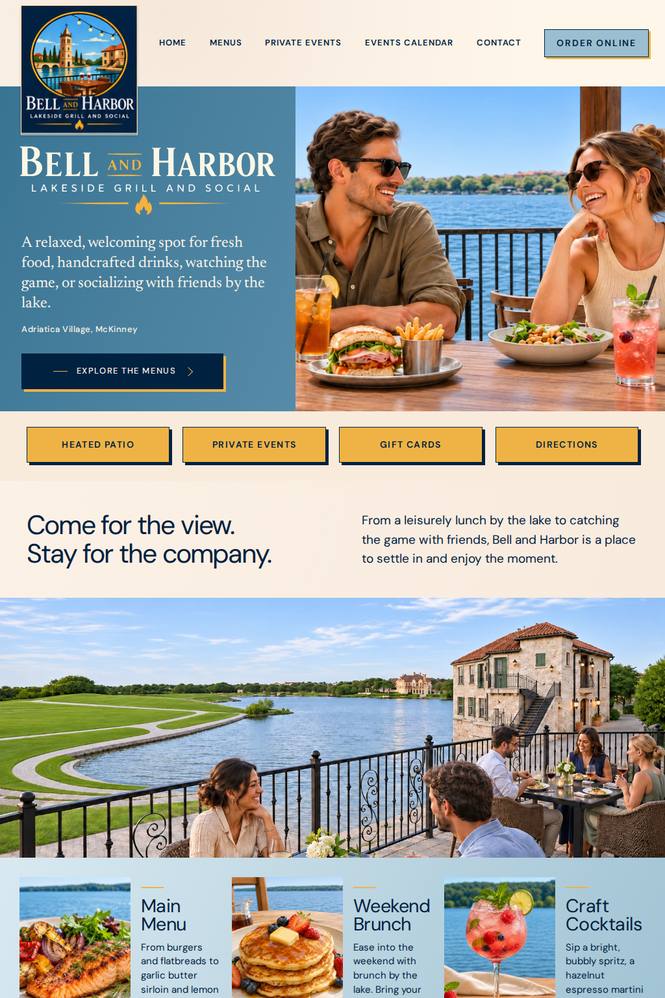 BELL AND HARBOR
LAKESIDE GRILL AND SOCIAL
HOME
MENUS
PRIVATE EVENTS
EVENTS CALENDAR
CONTACT
ORDER ONLINE
BELL AND HARBOR
LAKESIDE GRILL AND SOCIAL
A relaxed, welcoming spot for fresh
food, handcrafted drinks, watching the
game, or socializing with friends by the
lake.
Adriatica Village, McKinney
EXPLORE THE MENUS
HEATED PATIO
PRIVATE EVENTS
GIFT CARDS
DIRECTIONS
Come for the view.
Stay for the company.
From a leisurely lunch by the lake to catching
the game with friends, Bell and Harbor is a place
to settle in and enjoy the moment.
Main
Menu
From burgers
and flatbreads to
garlic butter
sirloin and lemon
Weekend
Brunch
Ease into the
weekend with
brunch by the
lake. Bring your
Craft
Cocktails
Sip a bright,
bubbly spritz, a
hazelnut
espresso martini